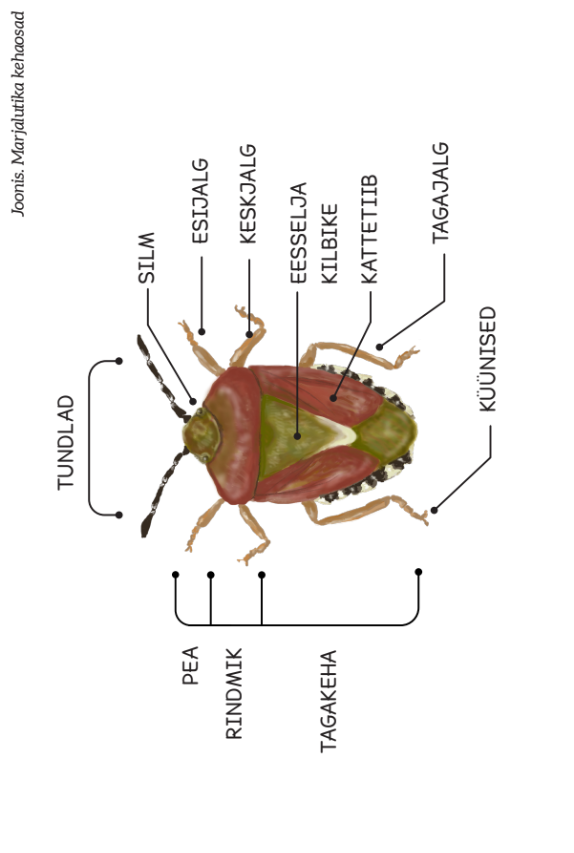 Joonis. Marjalutika kehaosad
TUNDLAD
SILM
ESIJALG
KESKJALG
EESSELJA
KILBIKE
KATTETIIB
TAGAJALG
KÜÜNISED
PEA
RINDMIK
TAGAKEHA